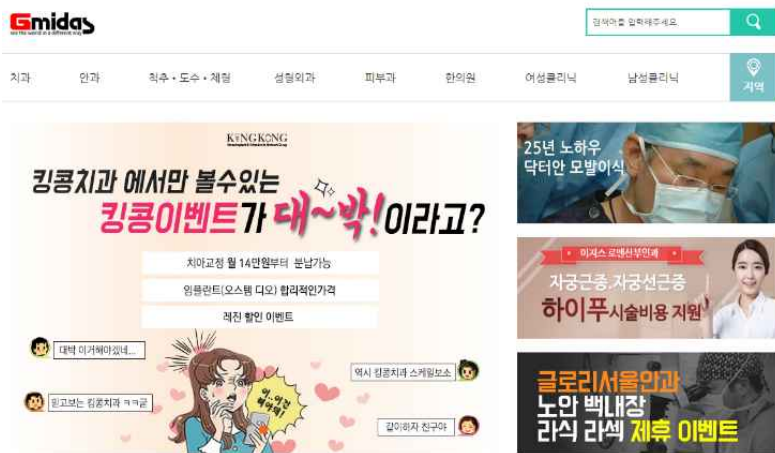 Gmidas
see the world in a different way
검색어를 입력해주세요
치과 안과 척추・도수・체형 성형외과 피부과 한의원 여성클리닉 남성클리닉 지역
KINGKONG
킹콩치과 에서만 볼수있는
킹콩이벤트가 대~박!이라고?
치아교정 월 14만원부터 분납가능
임플란트(오스템 디오) 합리적인가격
레진 할인 이벤트
대박 이거해야겠네...
역시 킹콩치과 스케일보소
믿고보는 킹콩치과 ㅋㅋ굳
어..이건 해야돼!
같이하자 친구야
25년 노하우
닥터안 모발이식
자궁근종.자궁선근증
하이푸시술비용 지원
글로리서울안과
노안 백내장
라식 라섹 제휴 이벤트